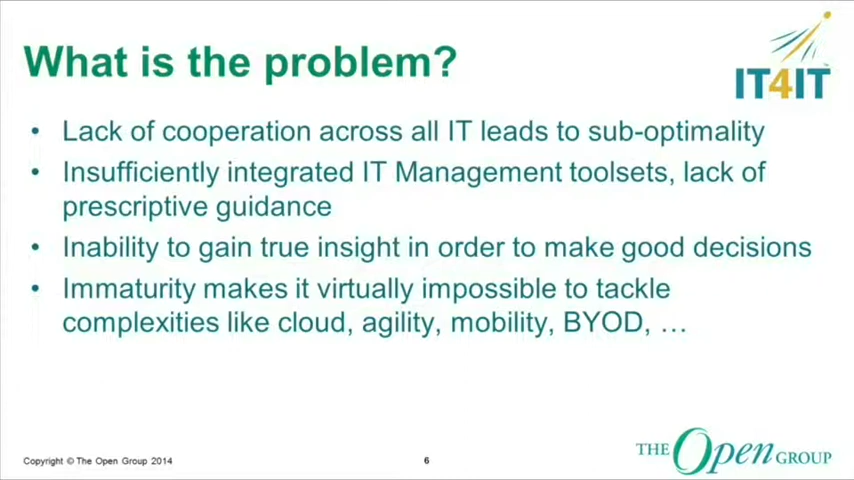 What is the problem?
IT4IT
• Lack of cooperation across all IT leads to sub-optimality
• Insufficiently integrated IT Management toolsets, lack of
prescriptive guidance
• Inability to gain true insight in order to make good decisions
• Immaturity makes it virtually impossible to tackle
complexities like cloud, agility, mobility, BYOD, …
Copyright © The Open Group 2014
6
THE Open GROUP